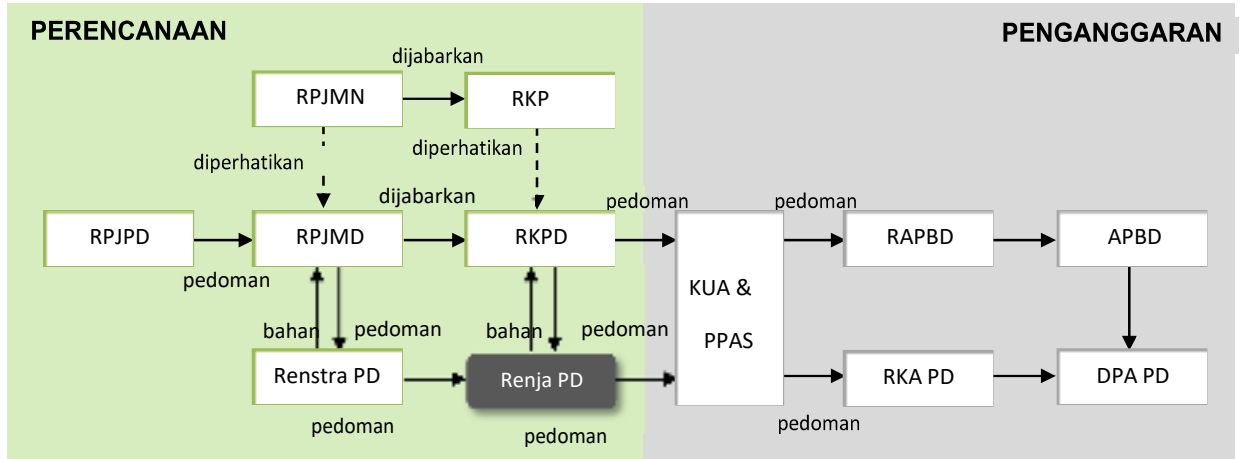 PERENCANAAN
PENGANGGARAN
dijabarkan
RPJMN
RKP
diperhatikan
diperhatikan
dijabarkan
pedoman
pedoman
RPJPD
RPJMD
RKPD
RAPBD
APBD
pedoman
KUA &
PPAS
bahan
pedoman
bahan
pedoman
Renstra PD
Renja PD
RKA PD
DPA PD
pedoman
pedoman
pedoman